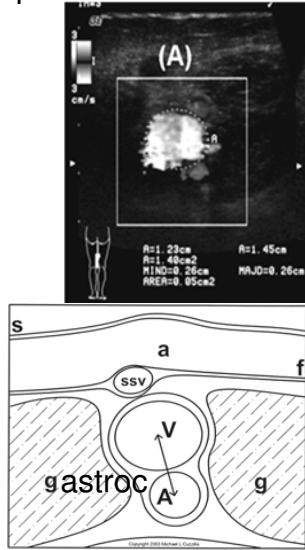 3
3
cm/s
(A)
A
A=1.23cm A=1.45cm
A=1.40cm2
MIND=0.26cm MAJD=0.26cm
AREA=0.05cm2
s
a
f
ssv
V
gastroc g
A
Copyright 2003 Michael L Cuzzilla